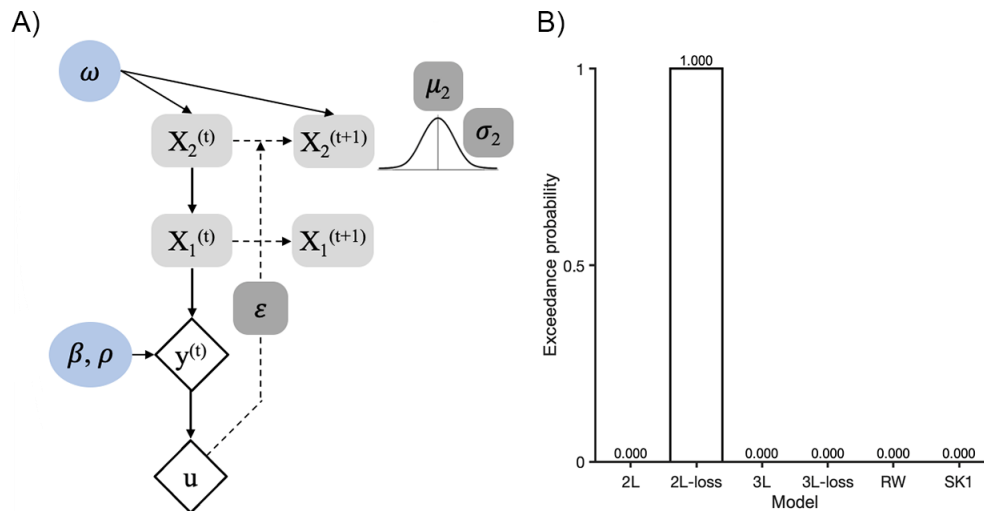 A)
ω
X₂⁽ᵗ⁾
X₂⁽ᵗ⁺¹⁾
μ₂
σ₂
X₁⁽ᵗ⁾
X₁⁽ᵗ⁺¹⁾
ε
β, ρ
y⁽ᵗ⁾
u
B)
Exceedance probability
1
0.5
0
0.000
1.000
0.000
0.000
0.000
0.000
2L
2L-loss
3L
3L-loss
RW
SK1
Model